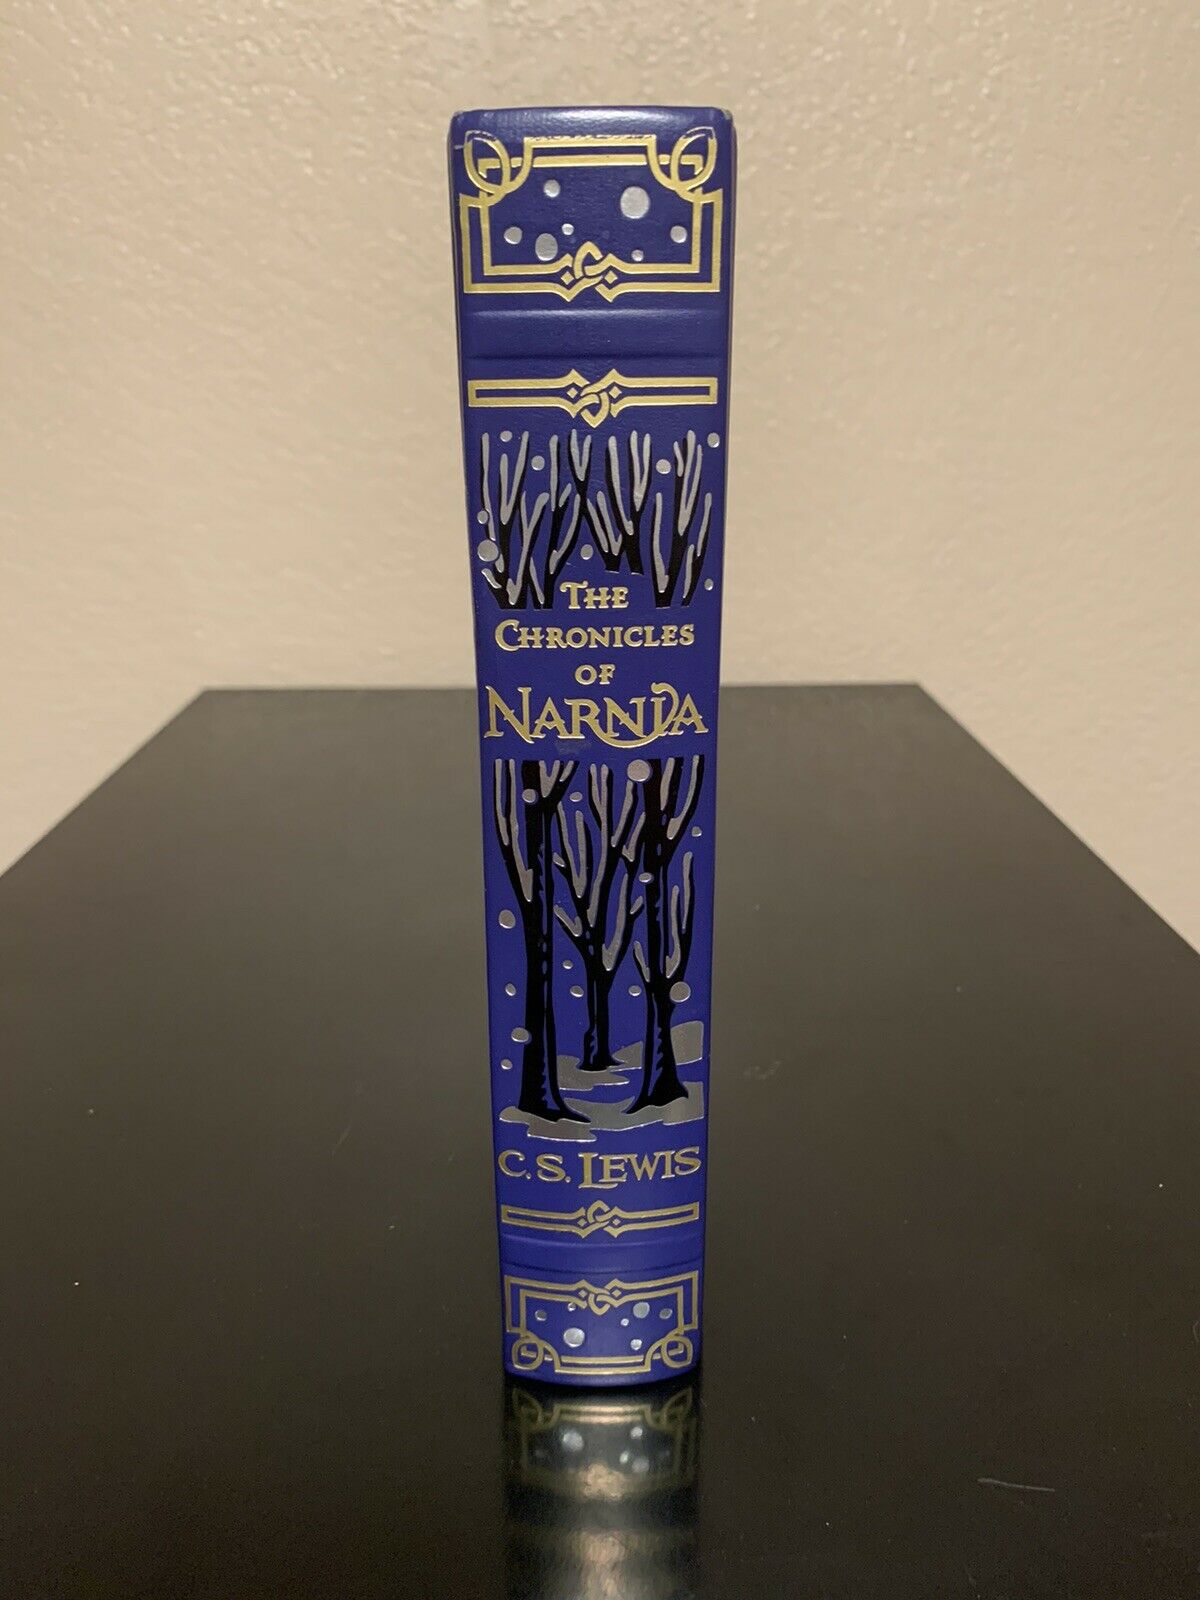 The
Chronicles
of
Narnia
C. S. Lewis